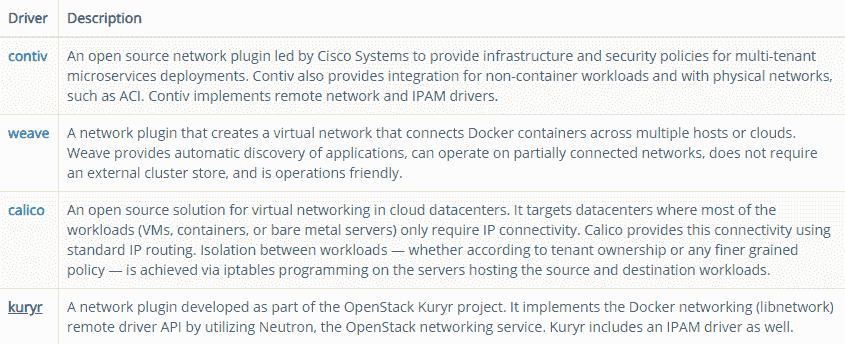 Driver Description
contiv An open source network plugin led by Cisco Systems to provide infrastructure and security policies for multi-tenant
microservices deployments. Contiv also provides integration for non-container workloads and with physical networks,
such as ACI. Contiv implements remote network and IPAM drivers.
weave A network plugin that creates a virtual network that connects Docker containers across multiple hosts or clouds.
Weave provides automatic discovery of applications, can operate on partially connected networks, does not require
an external cluster store, and is operations friendly.
calico An open source solution for virtual networking in cloud datacenters. It targets datacenters where most of the
workloads (VMs, containers, or bare metal servers) only require IP connectivity. Calico provides this connectivity using
standard IP routing. Isolation between workloads — whether according to tenant ownership or any finer grained
policy — is achieved via iptables programming on the servers hosting the source and destination workloads.
kuryr A network plugin developed as part of the OpenStack Kuryr project. It implements the Docker networking (libnetwork)
remote driver API by utilizing Neutron, the OpenStack networking service. Kuryr includes an IPAM driver as well.